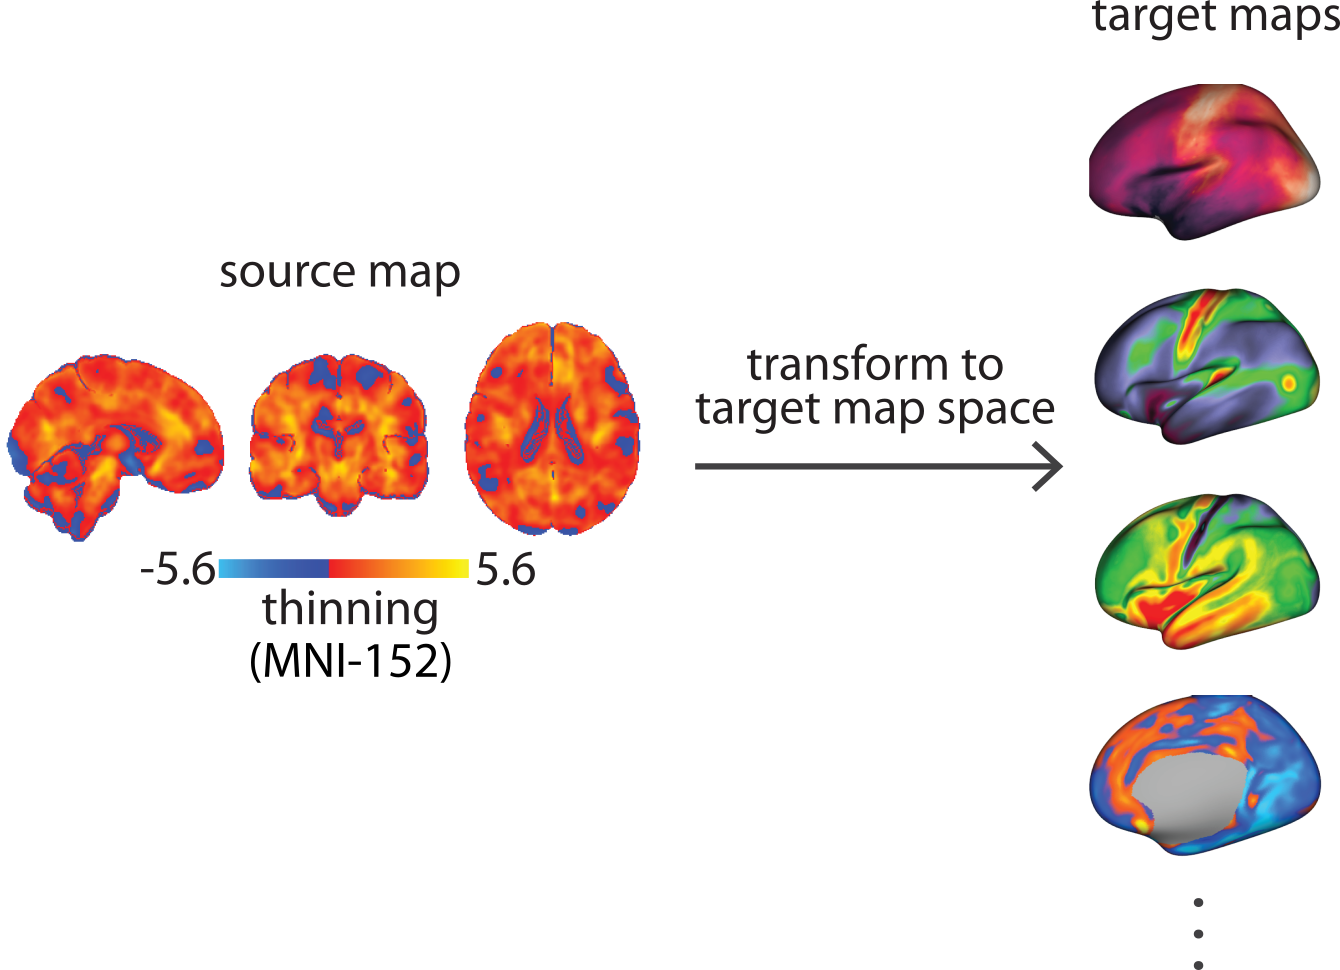 target maps
source map
transform to
target map space
-5.6 5.6
thinning
(MNI-152)